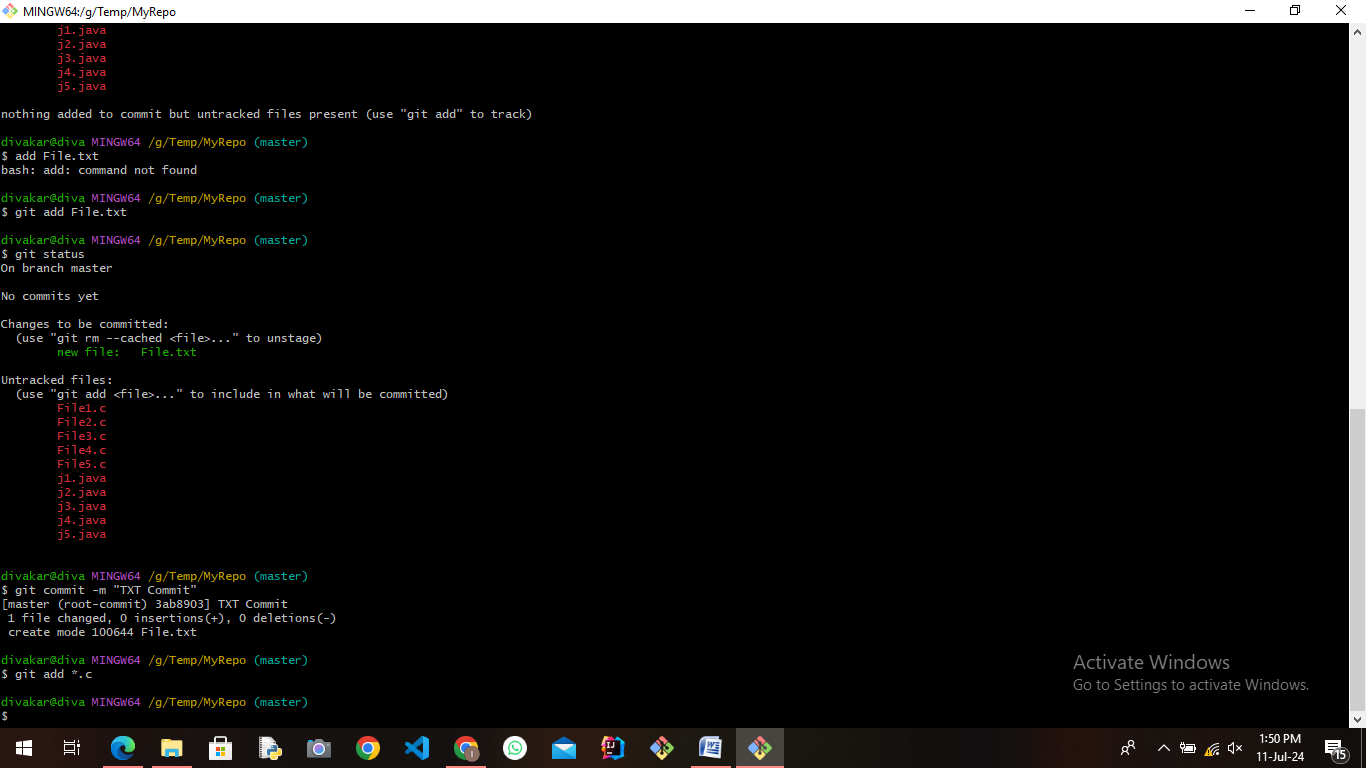 MINGW64:/g/Temp/MyRepo
j1.java
j2.java
j3.java
j4.java
j5.java
nothing added to commit but untracked files present (use "git add" to track)
divakar@diva MINGW64 /g/Temp/MyRepo (master)
$ add File.txt
bash: add: command not found
divakar@diva MINGW64 /g/Temp/MyRepo (master)
$ git add File.txt
divakar@diva MINGW64 /g/Temp/MyRepo (master)
$ git status
On branch master
No commits yet
Changes to be committed:
(use "git rm --cached <file>..." to unstage)
new file:   File.txt
Untracked files:
(use "git add <file>..." to include in what will be committed)
File1.c
File2.c
File3.c
File4.c
File5.c
j1.java
j2.java
j3.java
j4.java
j5.java
divakar@diva MINGW64 /g/Temp/MyRepo (master)
$ git commit -m "TXT Commit"
[master (root-commit) 3ab8903] TXT Commit
1 file changed, 0 insertions(+), 0 deletions(-)
create mode 100644 File.txt
divakar@diva MINGW64 /g/Temp/MyRepo (master)
$ git add *.c
divakar@diva MINGW64 /g/Temp/MyRepo (master)
$
Activate Windows
Go to Settings to activate Windows.
1:50 PM
11-Jul-24
15